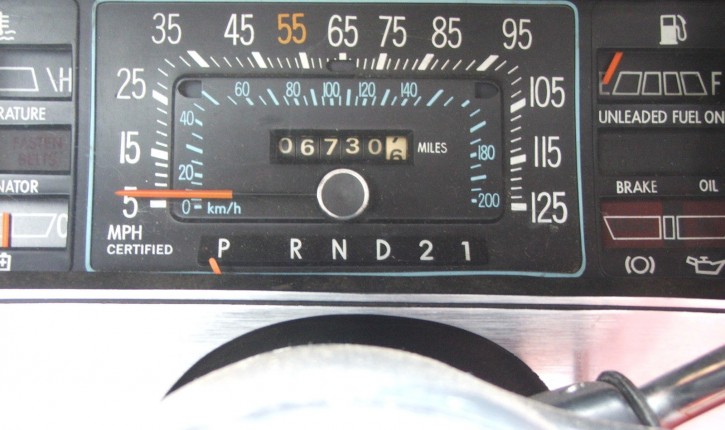 35 45 55 65 75 85 95
25 105
60 80 100 120 140
40
H F
RATURE UNLEADED FUEL ON
06730 MILES
FASTEN
BELTS
15 115
180
20
NATOR BRAKE OIL
5 125
0 km/h 200
C
MPH
CERTIFIED
P R N D 2 1